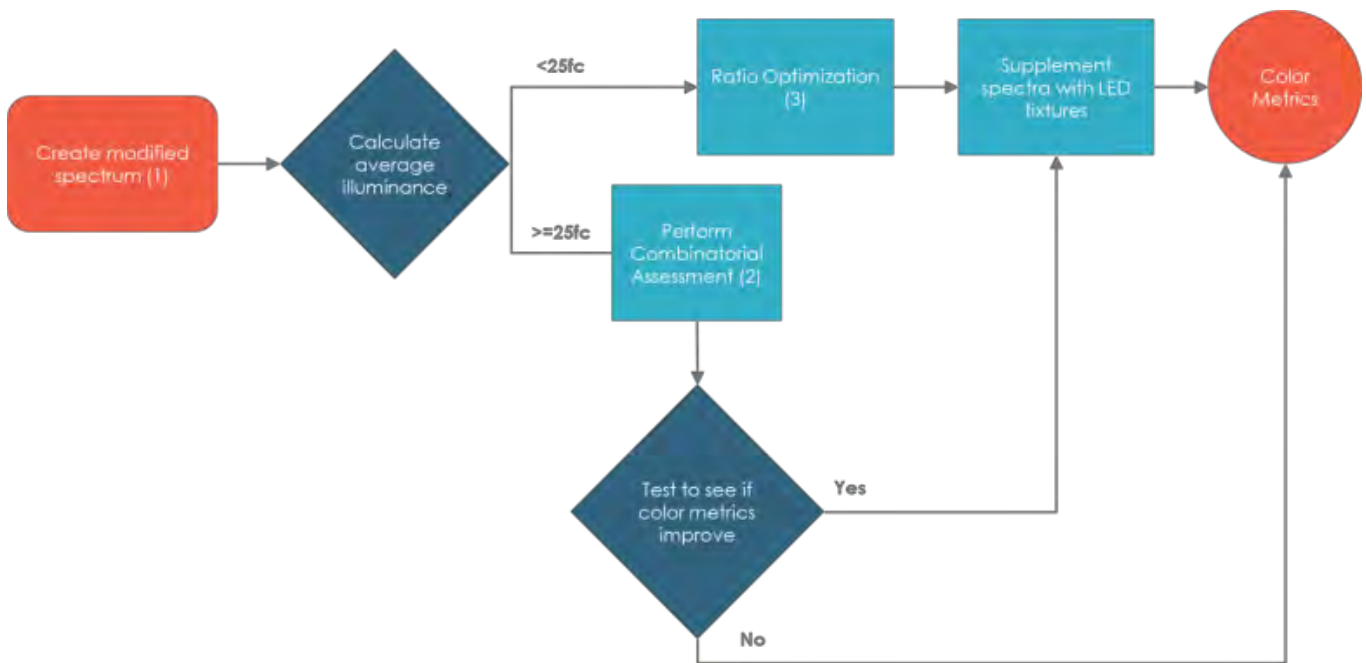 <25fc
Ratio Optimization
(3)
Supplement
spectra with LED
fixtures
Color
Metrics
Create modified
spectrum (1)
Calculate
average
illuminance
>=25fc
Perform
Combinatorial
Assessment (2)
Test to see if
color metrics
improve
Yes
No